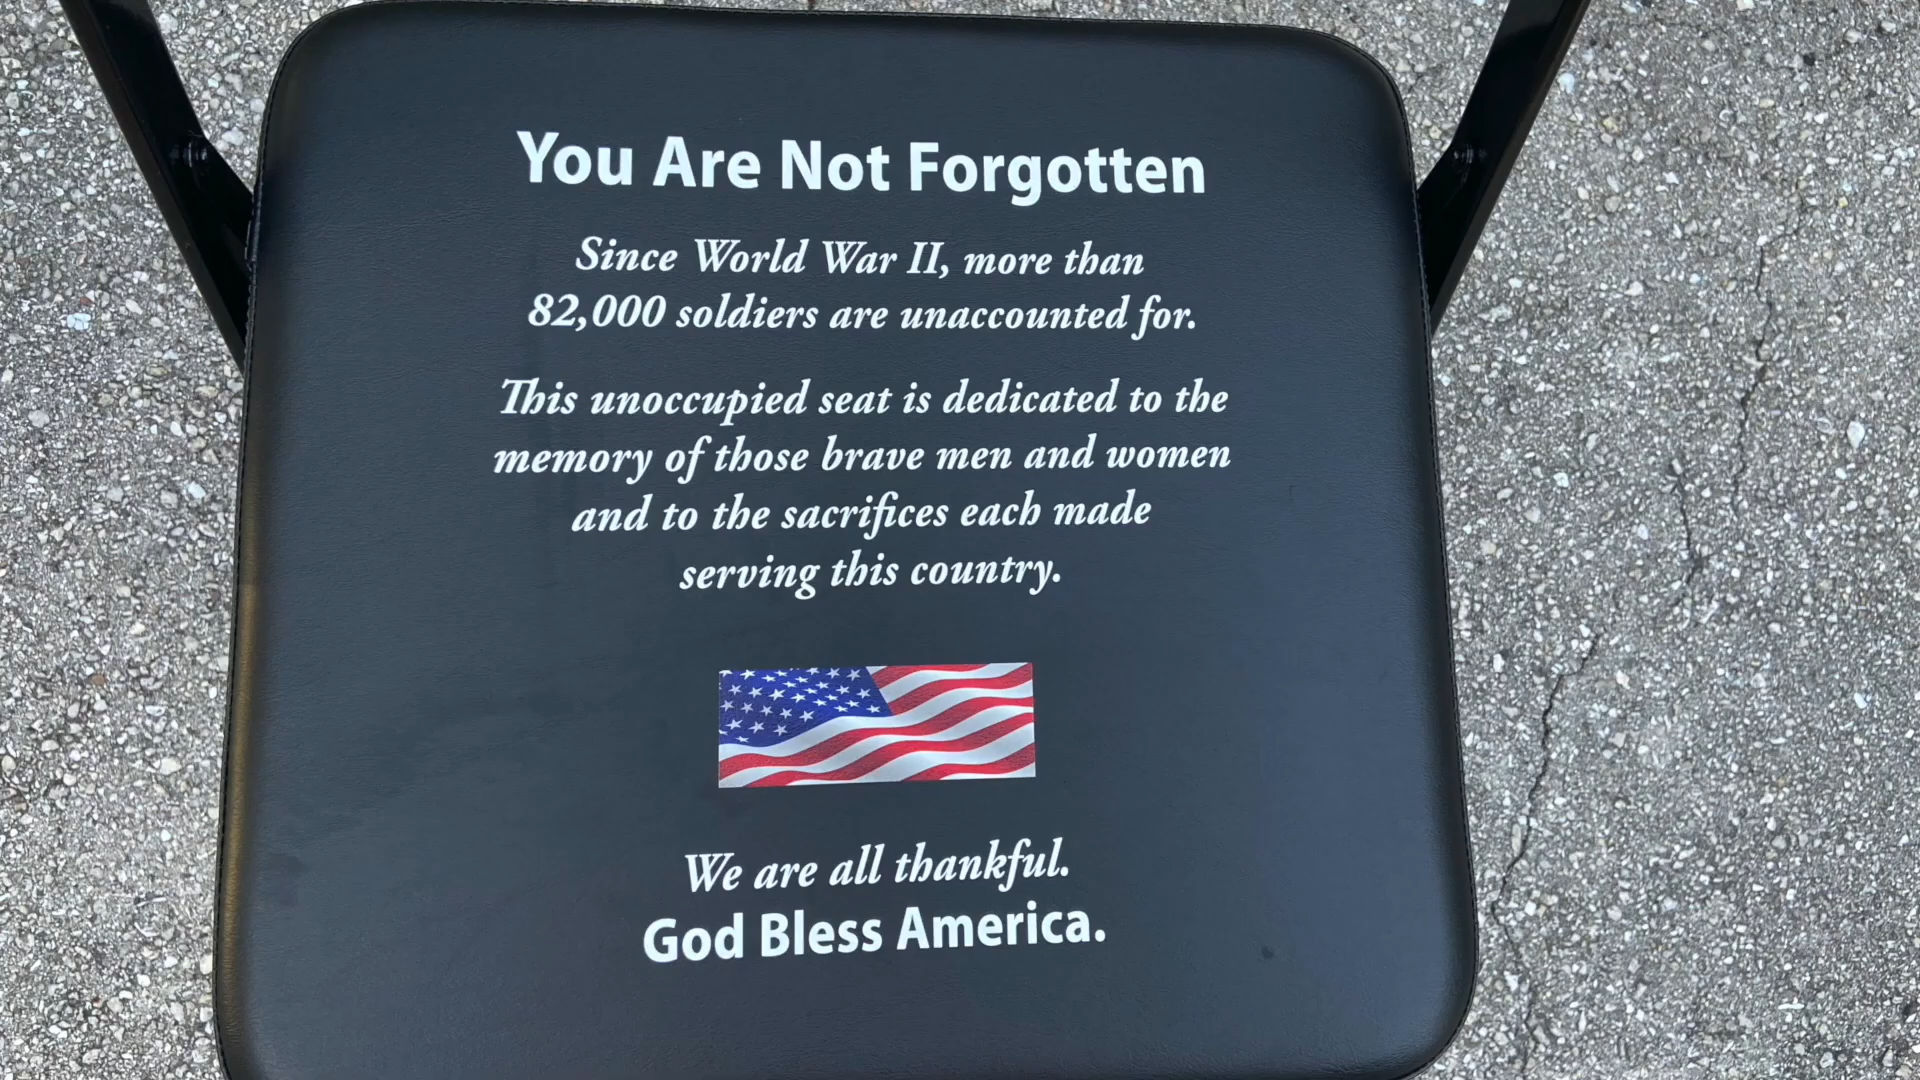 You Are Not Forgotten
Since World War II, more than
82,000 soldiers are unaccounted for.
This unoccupied seat is dedicated to the
memory of those brave men and women
and to the sacrifices each made
serving this country.
We are all thankful.
God Bless America.